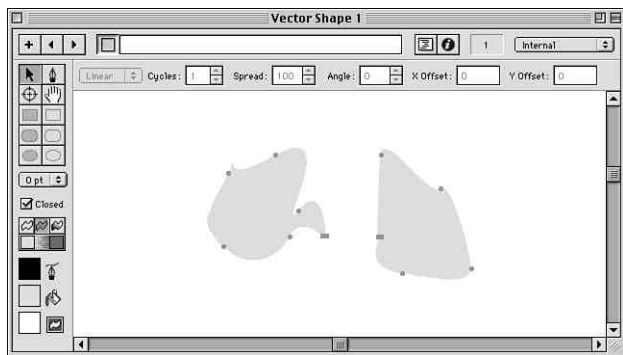 Vector Shape 1
1
Internal
Linear Cycles: 1 Spread: 100 Angle: 0 X Offset: 0 Y Offset: 0
0 pt
Closed